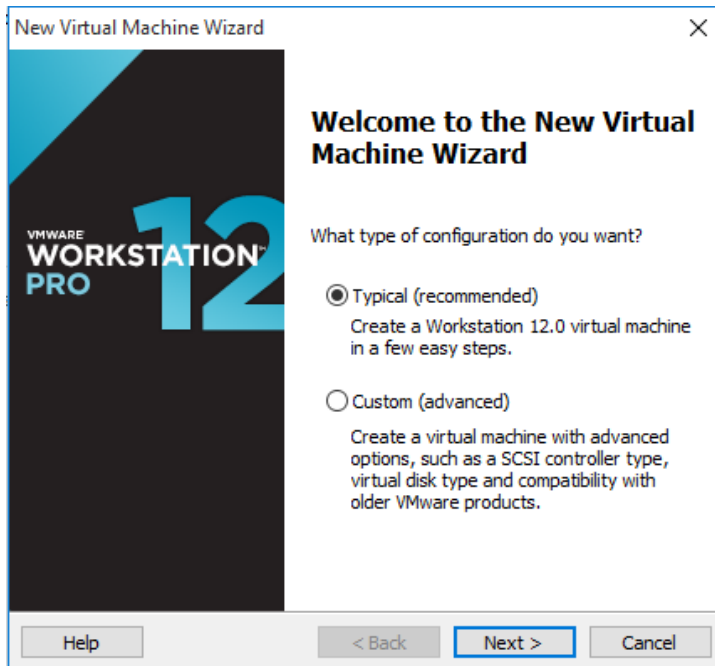 New Virtual Machine Wizard
VMWARE
WORKSTATION
PRO
12
Welcome to the New Virtual
Machine Wizard
What type of configuration do you want?
Typical (recommended)
Create a Workstation 12.0 virtual machine
in a few easy steps.
Custom (advanced)
Create a virtual machine with advanced
options, such as a SCSI controller type,
virtual disk type and compatibility with
older VMware products.
Help
< Back
Next >
Cancel